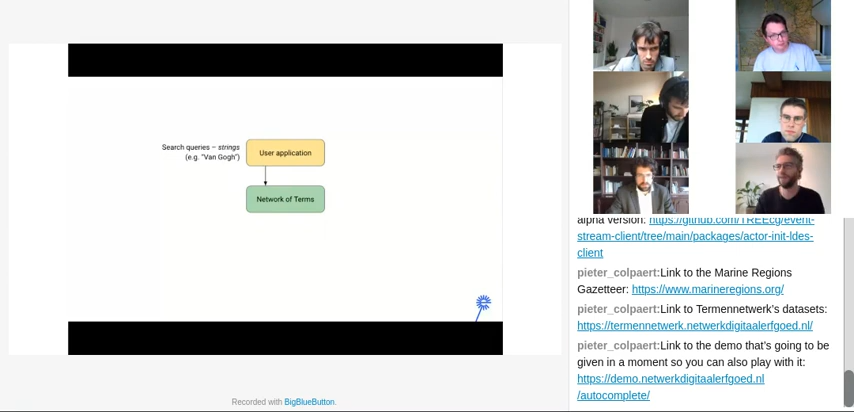 Search queries – strings
(e.g. "Van Gogh")
User application
Network of Terms
Recorded with BigBlueButton.
alpha version: https://github.com/TREEcg/event-
stream-client/tree/main/packages/actor-init-ldes-
client
pieter_colpaert:Link to the Marine Regions
Gazetteer: https://www.marineregions.org/
pieter_colpaert:Link to Termennetwerk's datasets:
https://termennetwerk.netwerkdigitaalerfgoed.nl/
pieter_colpaert:Link to the demo that's going to be
given in a moment so you can also play with it:
https://demo.netwerkdigitaalerfgoed.nl
/autocomplete/